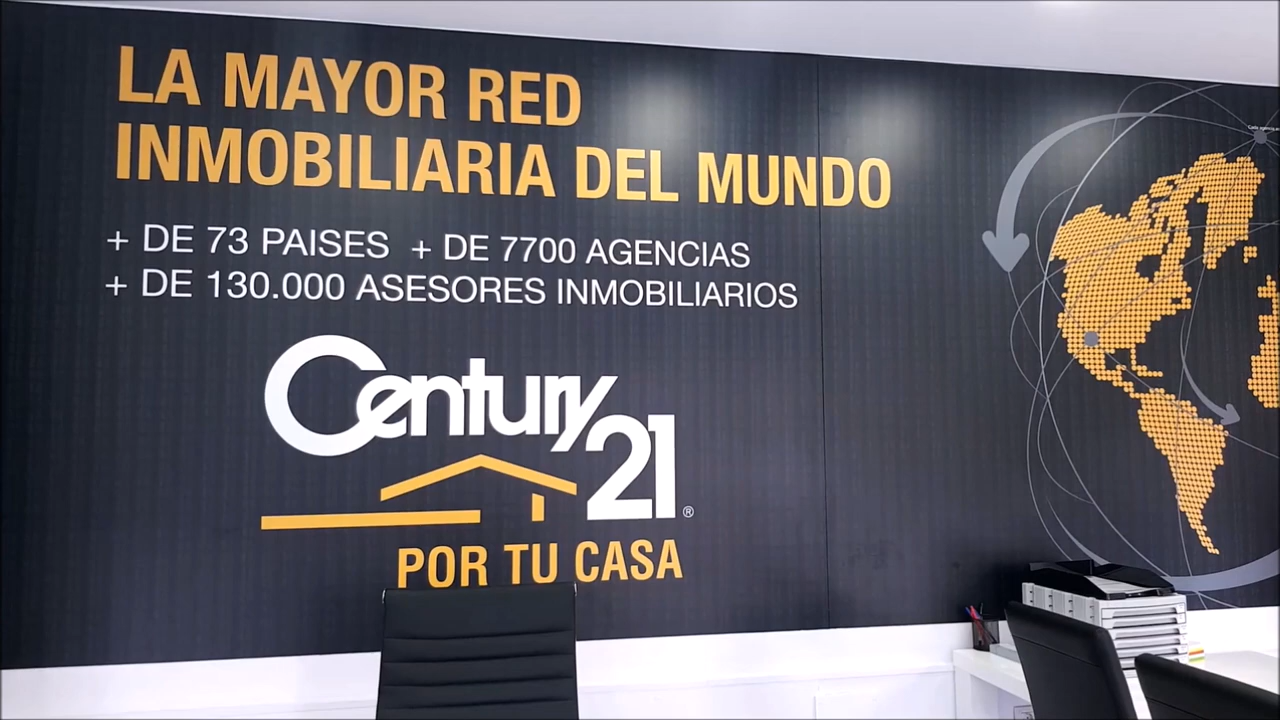 LA MAYOR RED
INMOBILIARIA DEL MUNDO
+ DE 73 PAISES + DE 7700 AGENCIAS
+ DE 130.000 ASESORES INMOBILIARIOS
Century
21®
POR TU CASA